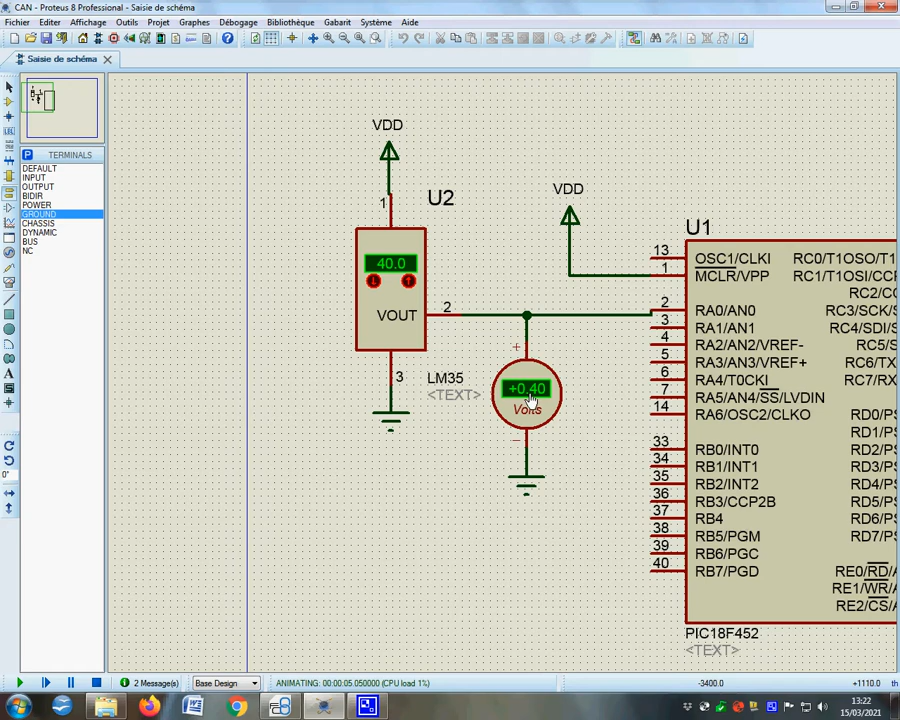 CAN - Proteus 8 Professional - Saisie de schéma
Fichier Editer Affichage Outils Projet Graphes Débogage Bibliothèque Gabarit Système Aide
Saisie de schéma
TERMINALS
DEFAULT
INPUT
OUTPUT
BIDIR
POWER
GROUND
CHASSIS
DYNAMIC
BUS
NC
0°
VDD
1
U2
40.0
VOUT
2
3
LM35
<TEXT>
+
+0.40
Volts
VDD
U1
13 OSC1/CLKI RC0/T1OSO/T1
1 MCLR/VPP RC1/T1OSI/CCP
RC2/CC
2 RA0/AN0 RC3/SCK/S
3 RA1/AN1 RC4/SDI/S
4 RA2/AN2/VREF- RC5/S
5 RA3/AN3/VREF+ RC6/TX
6 RA4/T0CKI RC7/RX
7 RA5/AN4/SS/LVDIN
14 RA6/OSC2/CLKO RD0/P
RD1/P
33 RB0/INT0 RD2/P
34 RB1/INT1 RD3/P
35 RB2/INT2 RD4/P
36 RB3/CCP2B RD5/P
37 RB4 RD6/P
38 RB5/PGM RD7/P
39 RB6/PGC
40 RB7/PGD RE0/RD/A
RE1/WR/A
RE2/CS/A
PIC18F452
<TEXT>
2 Message(s) Base Design ANIMATING: 00:00:05.050000 (CPU load 1%) -3400.0 +1110.0 th
13:22
15/03/2021